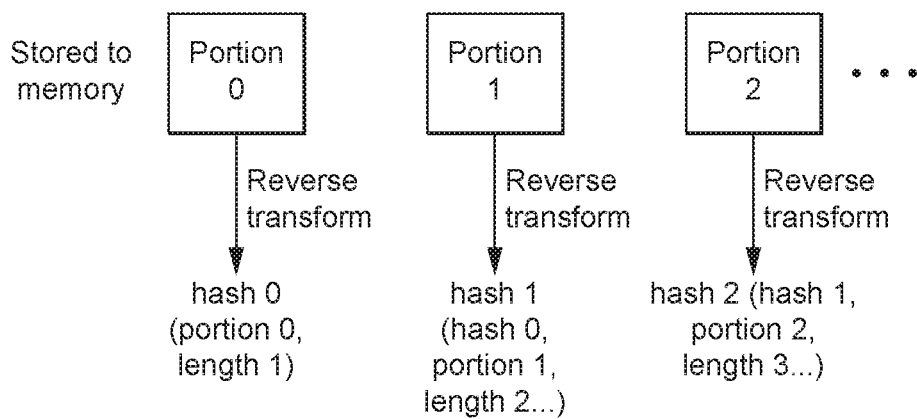 Stored to
memory
Portion
0
Portion
1
Portion
2
• • •
Reverse
transform
Reverse
transform
Reverse
transform
hash 0
(portion 0,
length 1)
hash 1
(hash 0,
portion 1,
length 2...)
hash 2 (hash 1,
portion 2,
length 3...)